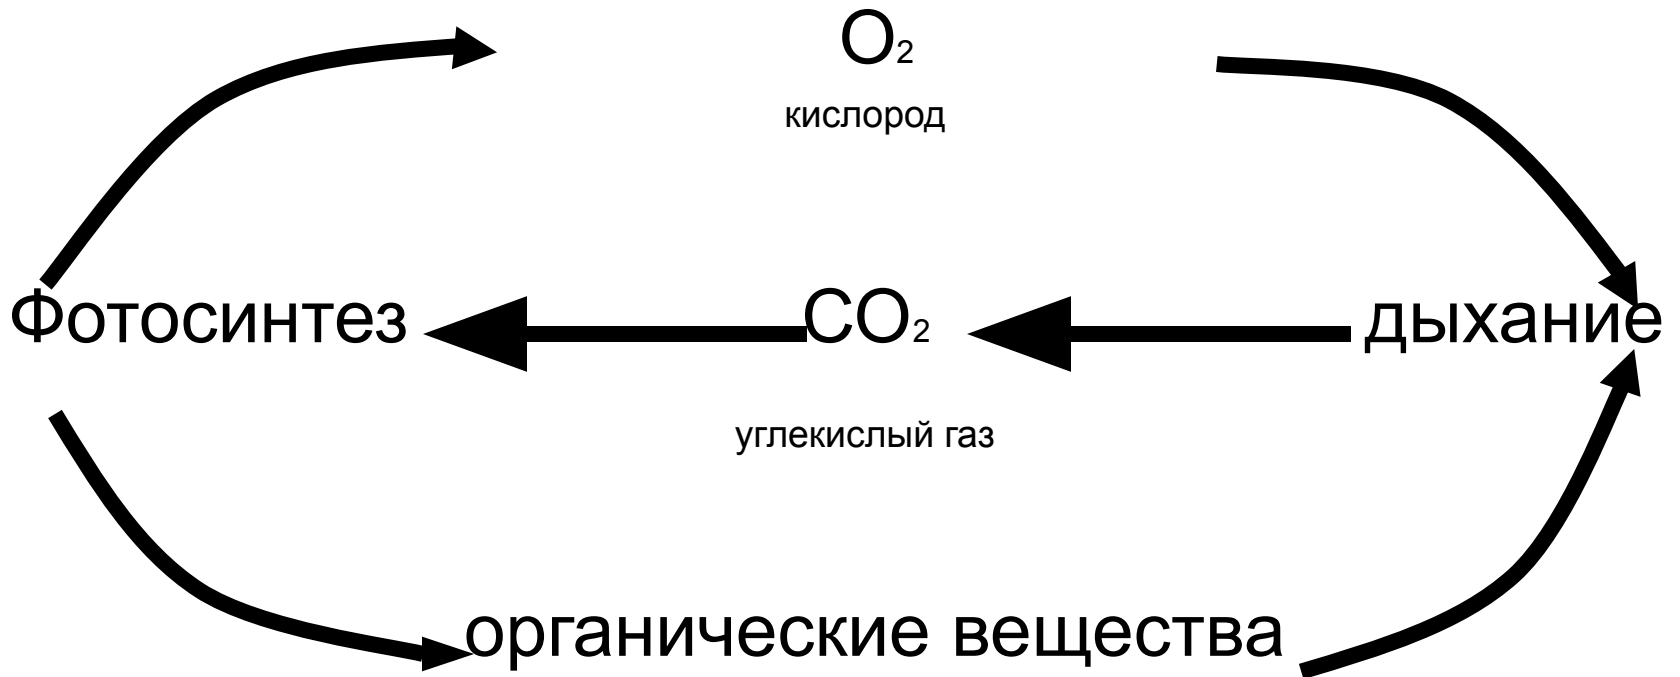 O₂
кислород
Фотосинтез
CO₂
дыхание
углекислый газ
органические вещества